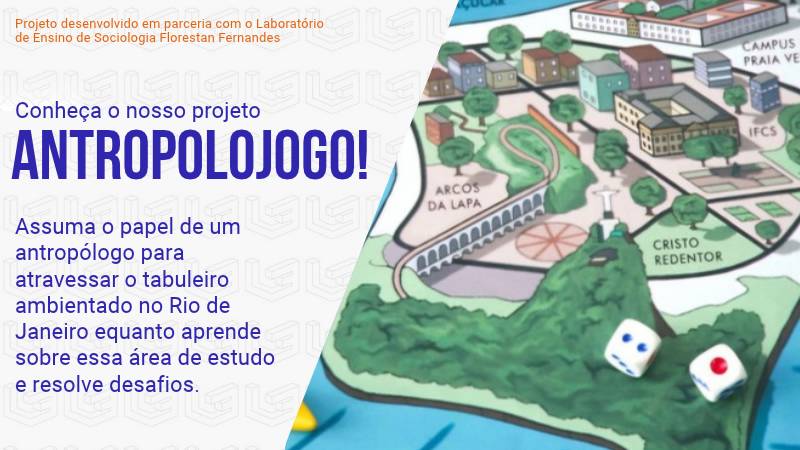 Projeto desenvolvido em parceria com o Laboratório
de Ensino de Sociologia Florestan Fernandes
Conheça o nosso projeto
ANTROPOLOJOGO!
Assuma o papel de um
antropólogo para
atravessar o tabuleiro
ambientado no Rio de
Janeiro equanto aprende
sobre essa área de estudo
e resolve desafios.
AÇÚCAR
CAMPUS
PRAIA VE
IFCS
ARCOS
DA LAPA
CRISTO
REDENTOR